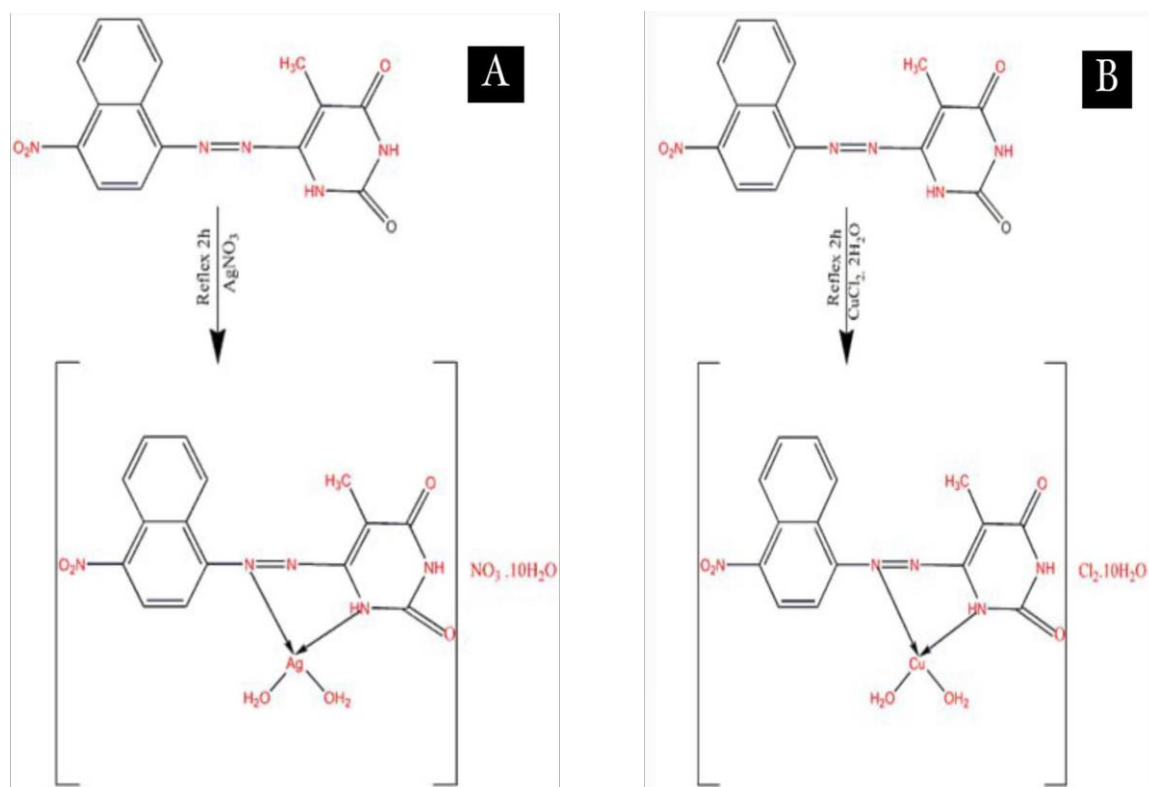 A
H₃C
O
O₂N
N
N
NH
HN
O
Reflex 2h
AgNO₃
H₃C
O
O₂N
N
N
NH
HN
O
Ag
H₂O
OH₂
NO₃ .10H₂O
B
H₃C
O
O₂N
N
N
NH
HN
O
Reflex 2h
CuCl₂. 2H₂O
H₃C
O
O₂N
N
N
NH
HN
O
Cu
H₂O
OH₂
Cl₂.10H₂O